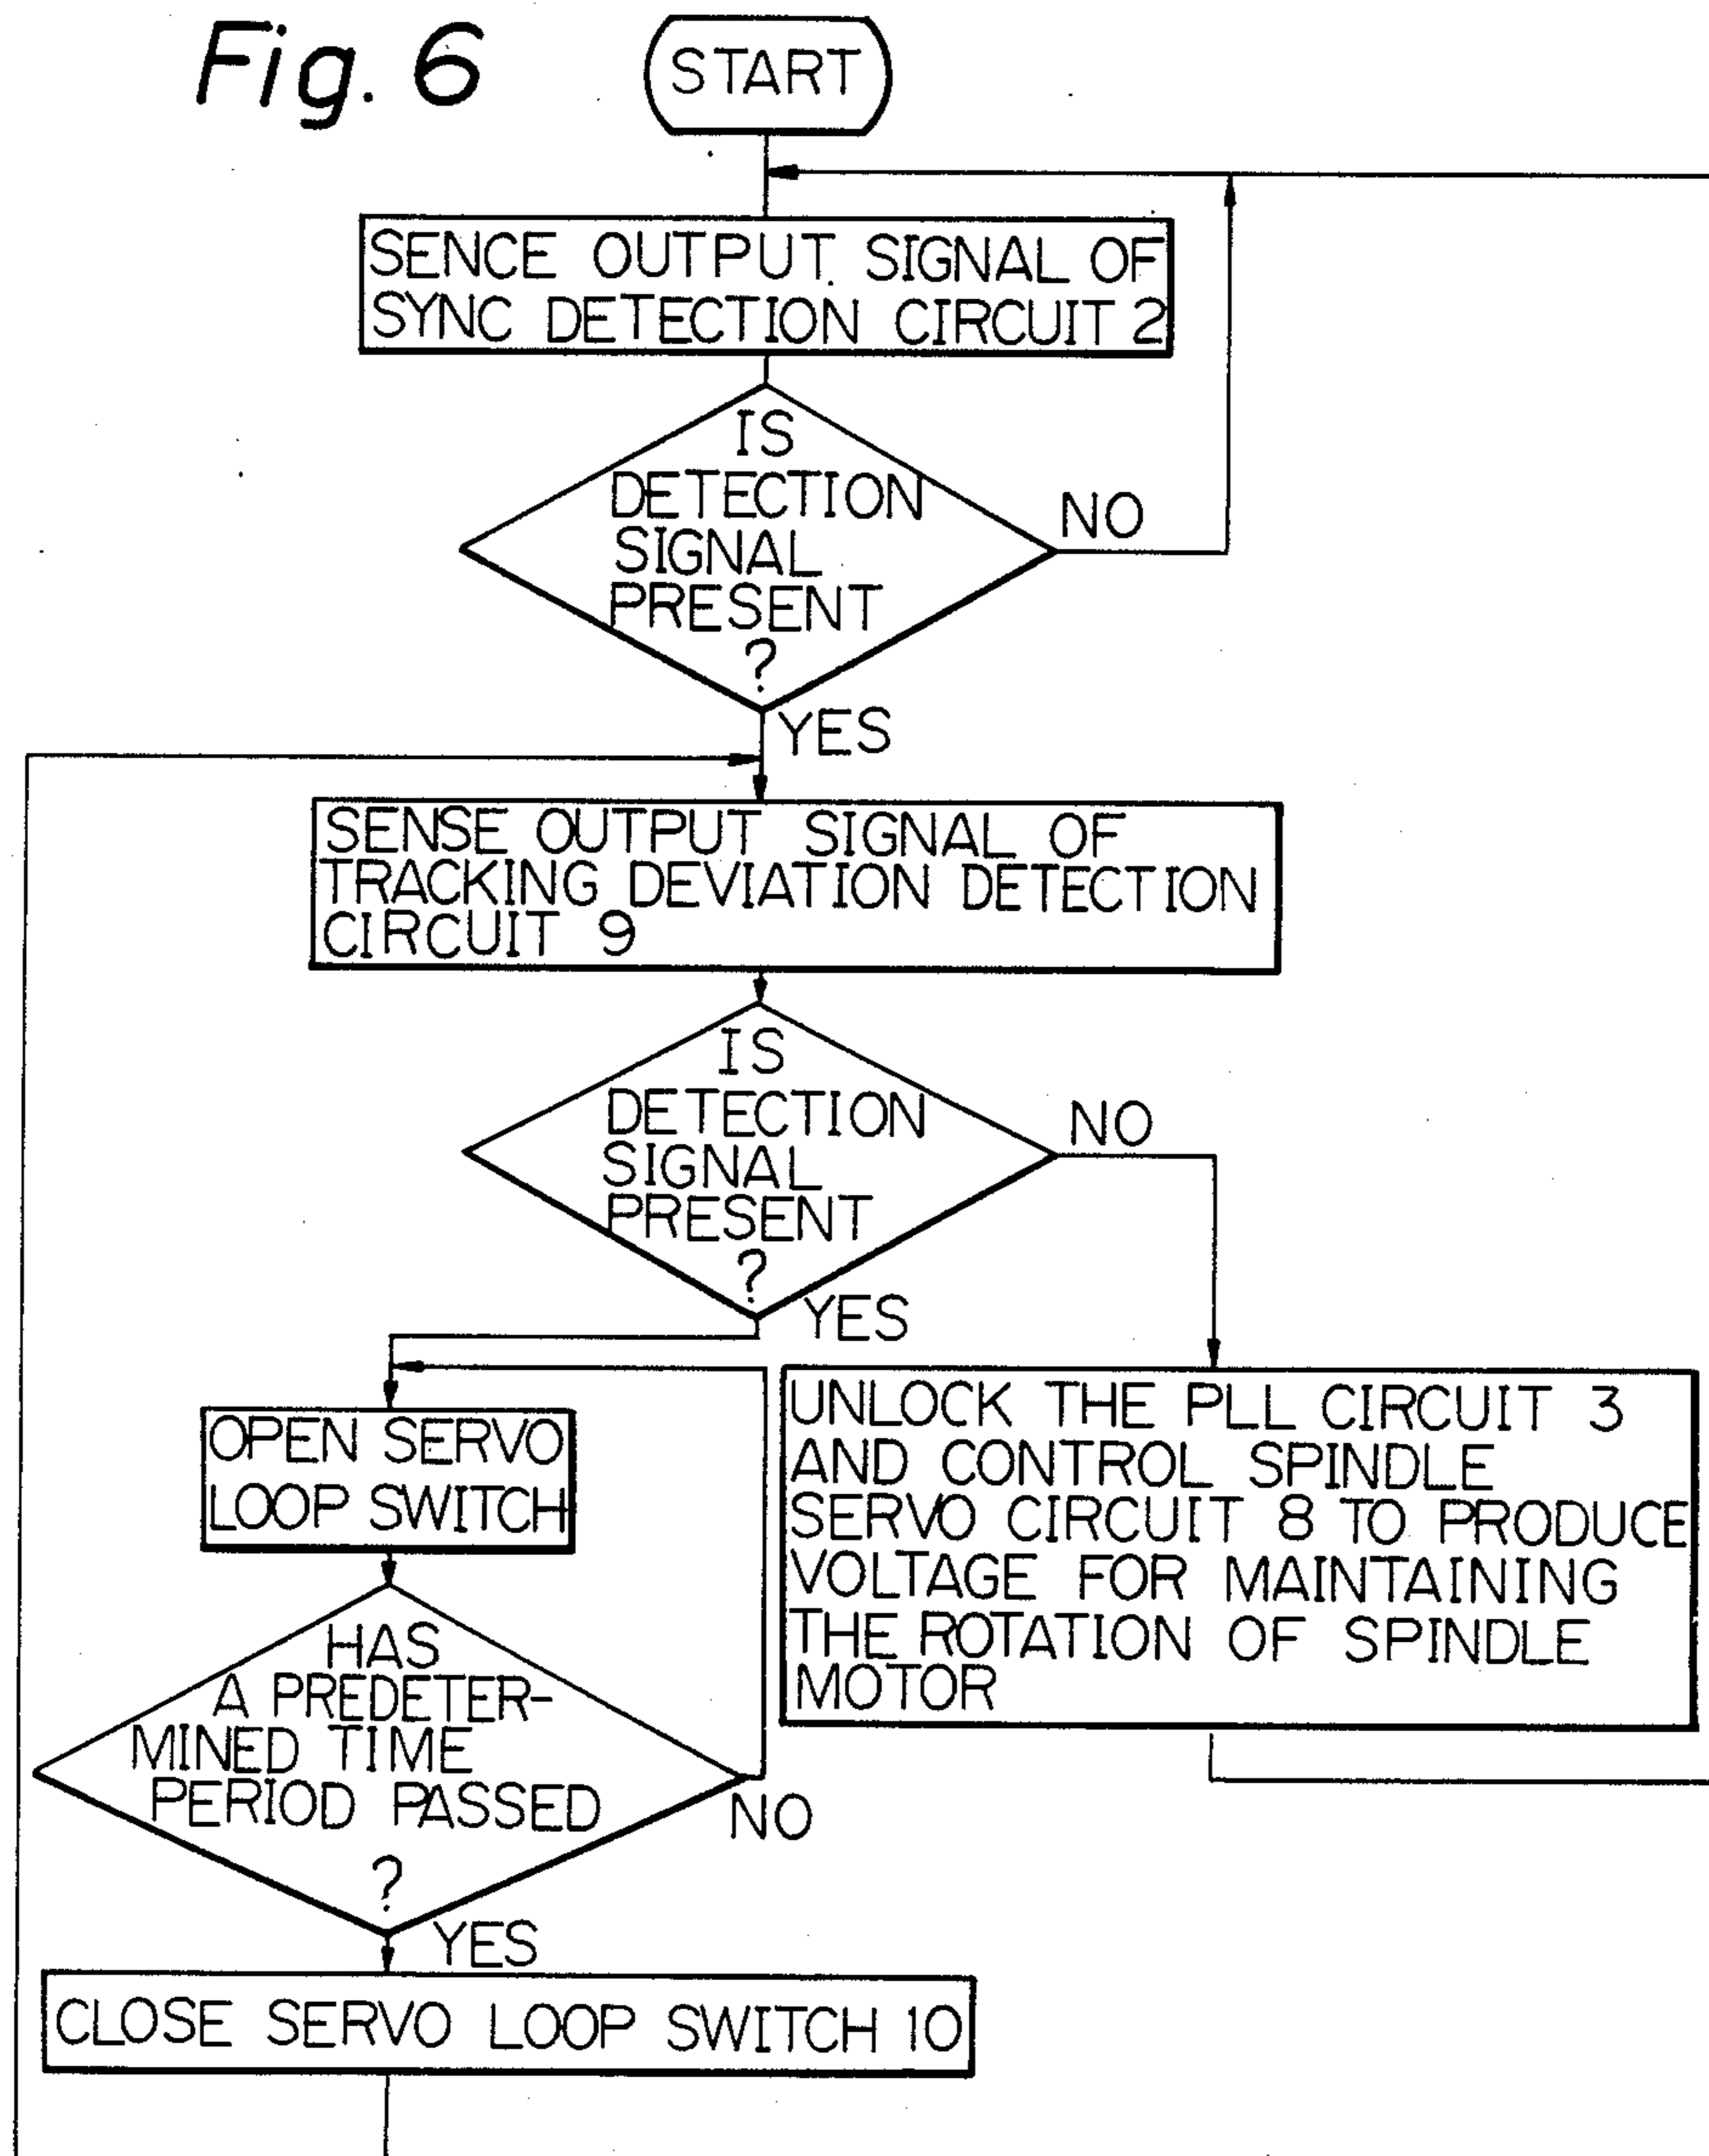 Fig. 6
START
SENCE OUTPUT SIGNAL OF
SYNC DETECTION CIRCUIT 2
IS
DETECTION
SIGNAL
PRESENT
?
NO
YES
SENSE OUTPUT SIGNAL OF
TRACKING DEVIATION DETECTION
CIRCUIT 9
IS
DETECTION
SIGNAL
PRESENT
?
NO
YES
OPEN SERVO
LOOP SWITCH
UNLOCK THE PLL CIRCUIT 3
AND CONTROL SPINDLE
SERVO CIRCUIT 8 TO PRODUCE
VOLTAGE FOR MAINTAINING
THE ROTATION OF SPINDLE
MOTOR
HAS
A PREDETER-
MINED TIME
PERIOD PASSED
?
NO
YES
CLOSE SERVO LOOP SWITCH 10